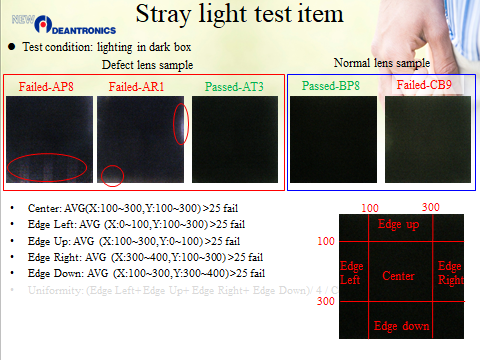 Stray light test item
NEW DEANTRONICS
Test condition: lighting in dark box
Defect lens sample
Normal lens sample
Failed-AP8
Failed-AR1
Passed-AT3
Passed-BP8
Failed-CB9
Center: AVG(X:100~300,Y:100~300)>25 fail
Edge Left: AVG (X:0~100,Y:100~300)>25 fail
Edge Up: AVG (X:100~300,Y:0~100)>25 fail
Edge Right: AVG (X:300~400,Y:100~300)>25 fail
Edge Down: AVG (X:100~300,Y:300~400)>25 fail
Uniformity: (Edge Left+Edge Up+ Edge Right+ Edge Down)/ 4 / C
100
300
Edge up
100
Edge Left
Center
Edge Right
300
Edge down